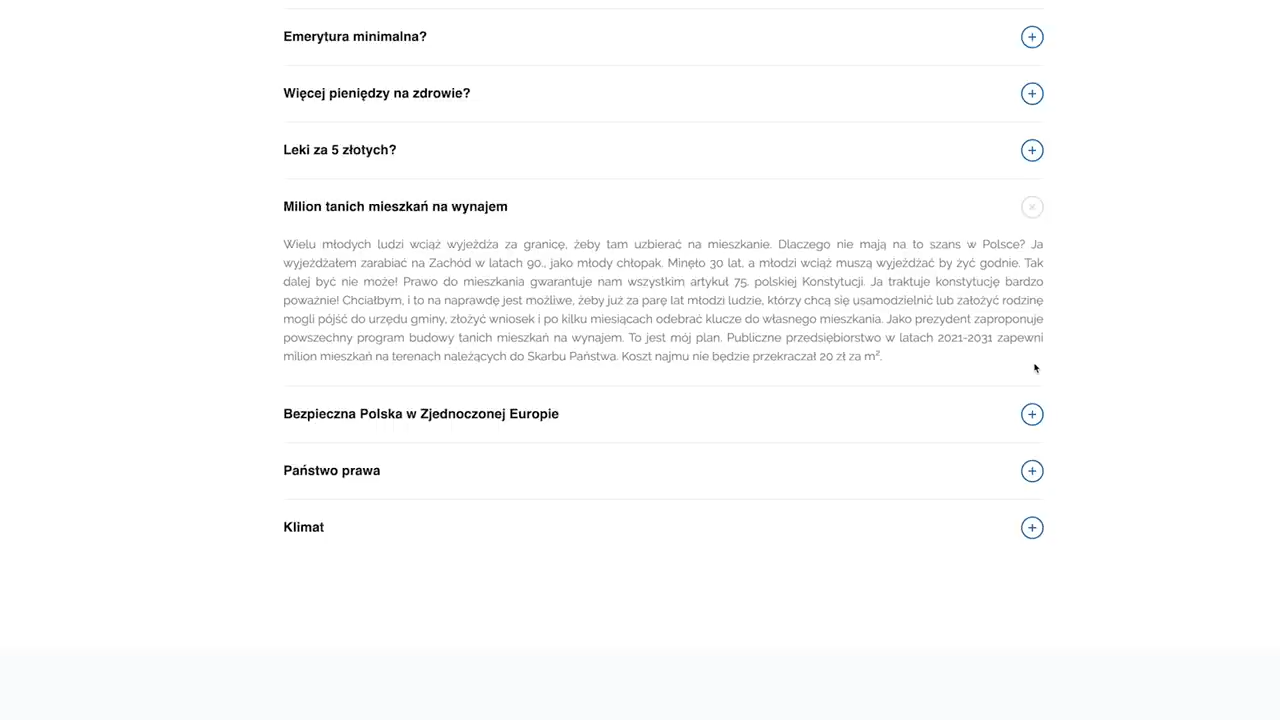 Emerytura minimalna?
Więcej pieniędzy na zdrowie?
Leki za 5 złotych?
Milion tanich mieszkań na wynajem
Wielu młodych ludzi wciąż wyjeżdża za granicę, żeby tam uzbierać na mieszkanie. Dlaczego nie mają na to szans w Polsce? Ja
wyjeżdżałem zarabiać na Zachód w latach 90., jako młody chłopak. Minęło 30 lat, a młodzi wciąż muszą wyjeżdżać by żyć godnie. Tak
dalej być nie może! Prawo do mieszkania gwarantuje nam wszystkim artykuł 75. polskiej Konstytucji. Ja traktuje konstytucję bardzo
poważnie! Chciałbym, i to na naprawdę jest możliwe, żeby już za parę lat młodzi ludzie, którzy chcą się usamodzielnić lub założyć rodzinę
mogli pójść do urzędu gminy, złożyć wniosek i po kilku miesiącach odebrać klucze do własnego mieszkania. Jako prezydent zaproponuje
powszechny program budowy tanich mieszkań na wynajem. To jest mój plan. Publiczne przedsiębiorstwo w latach 2021-2031 zapewni
milion mieszkań na terenach należących do Skarbu Państwa. Koszt najmu nie będzie przekraczał 20 zł za m².
Bezpieczna Polska w Zjednoczonej Europie
Państwo prawa
Klimat